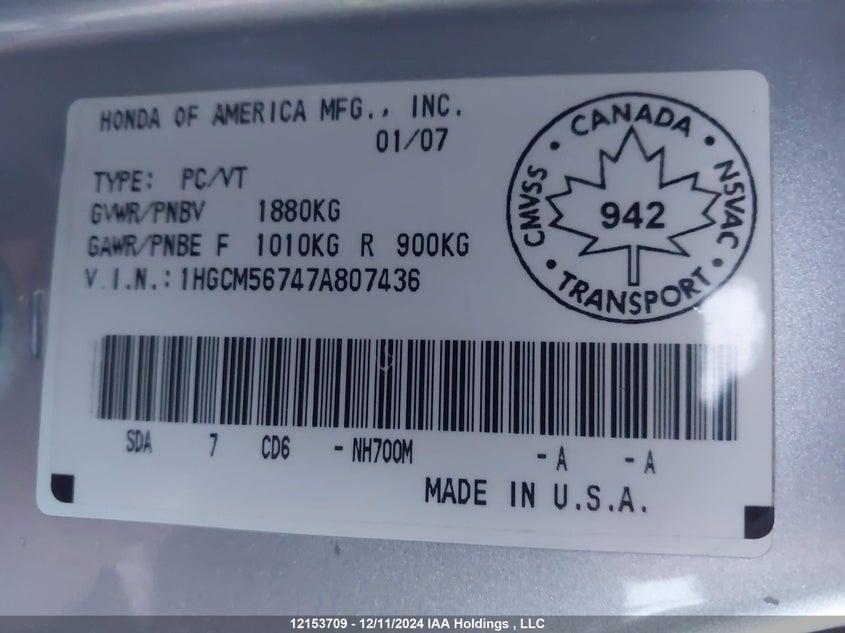 HONDA OF AMERICA MFG., INC.
01/07
TYPE: PC/VT
GVWR/PNBV 1880KG
GAWR/PNBE F 1010KG R 900KG
V.I.N.: 1HGCM56747A807436
CANADA
CMVSS
NSVAC
942
TRANSPORT
SDA 7 CD6 - NH700M - A - A
MADE IN U.S.A.
12153709 - 12/11/2024 IAA Holdings , LLC